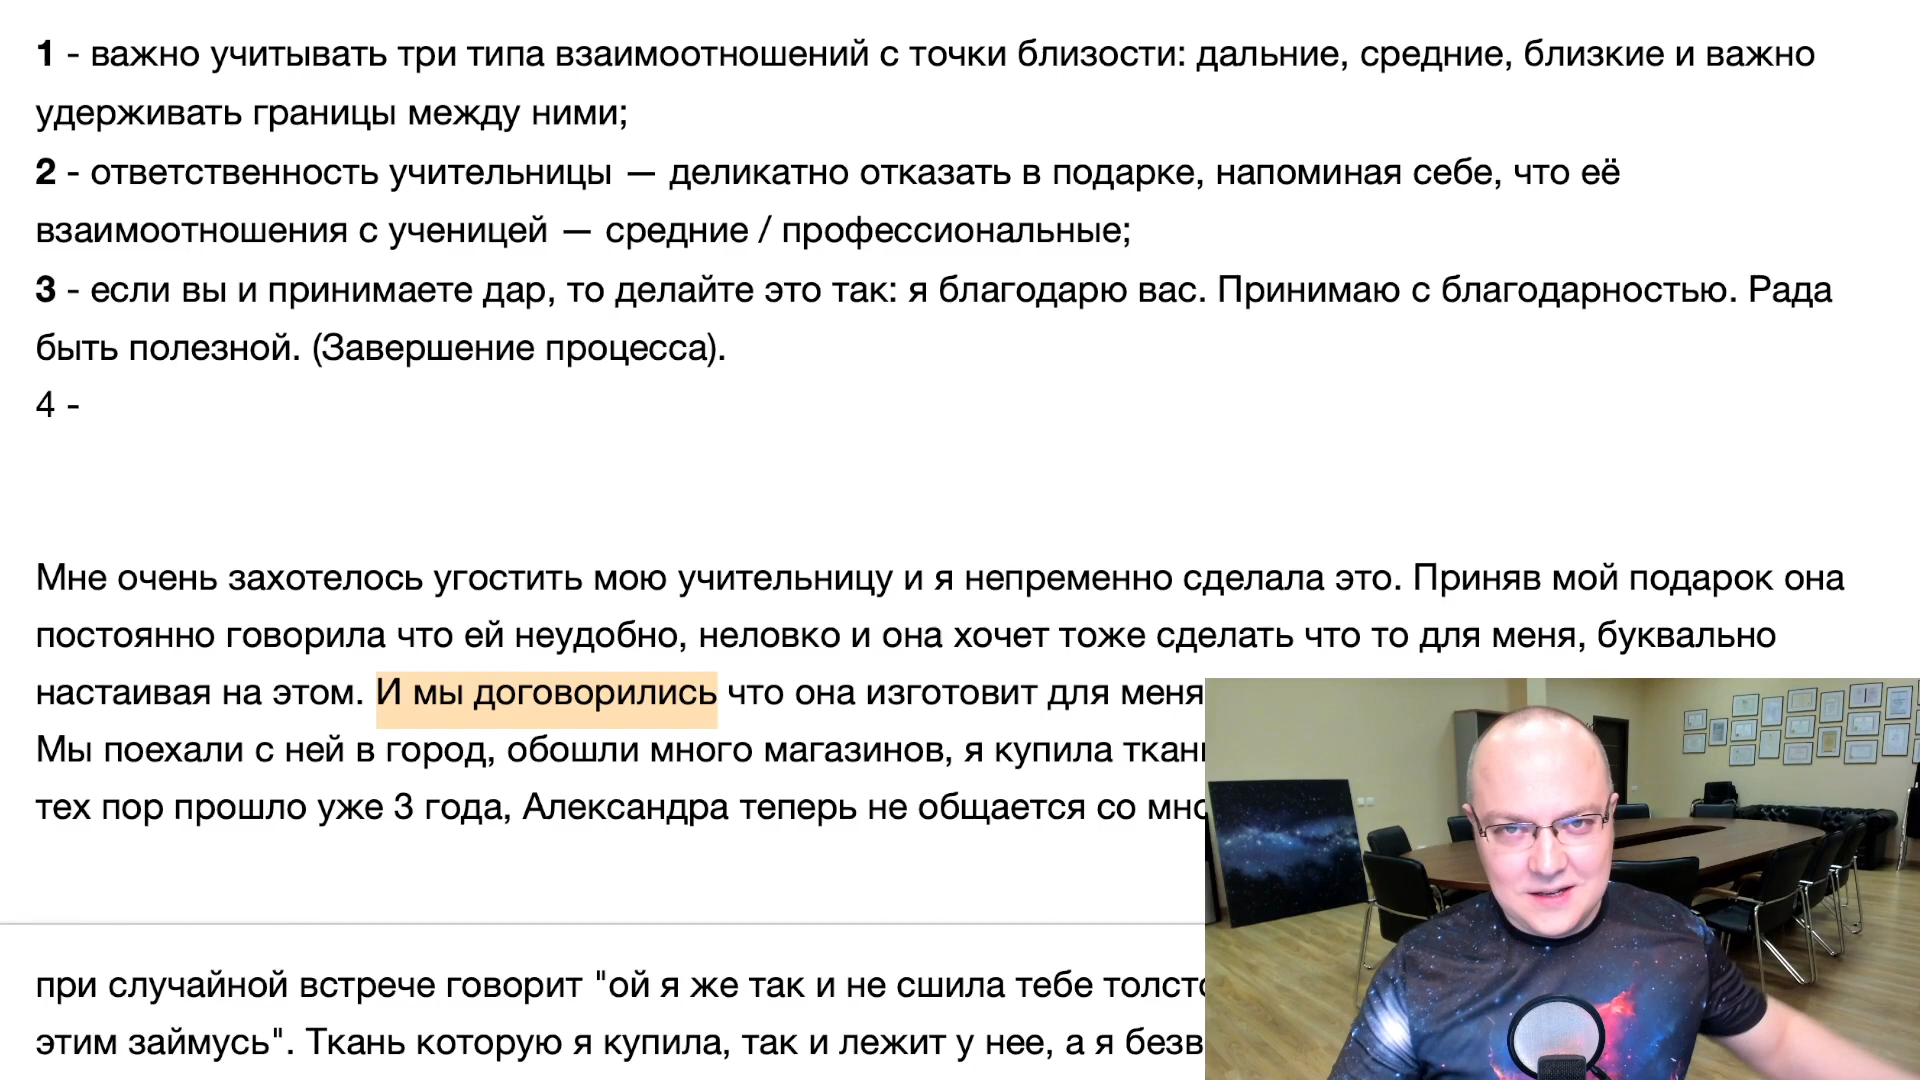 1 - важно учитывать три типа взаимоотношений с точки близости: дальние, средние, близкие и важно
удерживать границы между ними;
2 - ответственность учительницы — деликатно отказать в подарке, напоминая себе, что её
взаимоотношения с ученицей — средние / профессиональные;
3 - если вы и принимаете дар, то делайте это так: я благодарю вас. Принимаю с благодарностью. Рада
быть полезной. (Завершение процесса).
4 -
Мне очень захотелось угостить мою учительницу и я непременно сделала это. Приняв мой подарок она
постоянно говорила что ей неудобно, неловко и она хочет тоже сделать что то для меня, буквально
настаивая на этом. И мы договорились что она изготовит для меня
Мы поехали с ней в город, обошли много магазинов, я купила
тех пор прошло уже 3 года, Александра теперь не общается со
при случайной встрече говорит "ой я же так и не сшила тебе
этим займусь". Ткань которую я купила, так и лежит у нее, а я